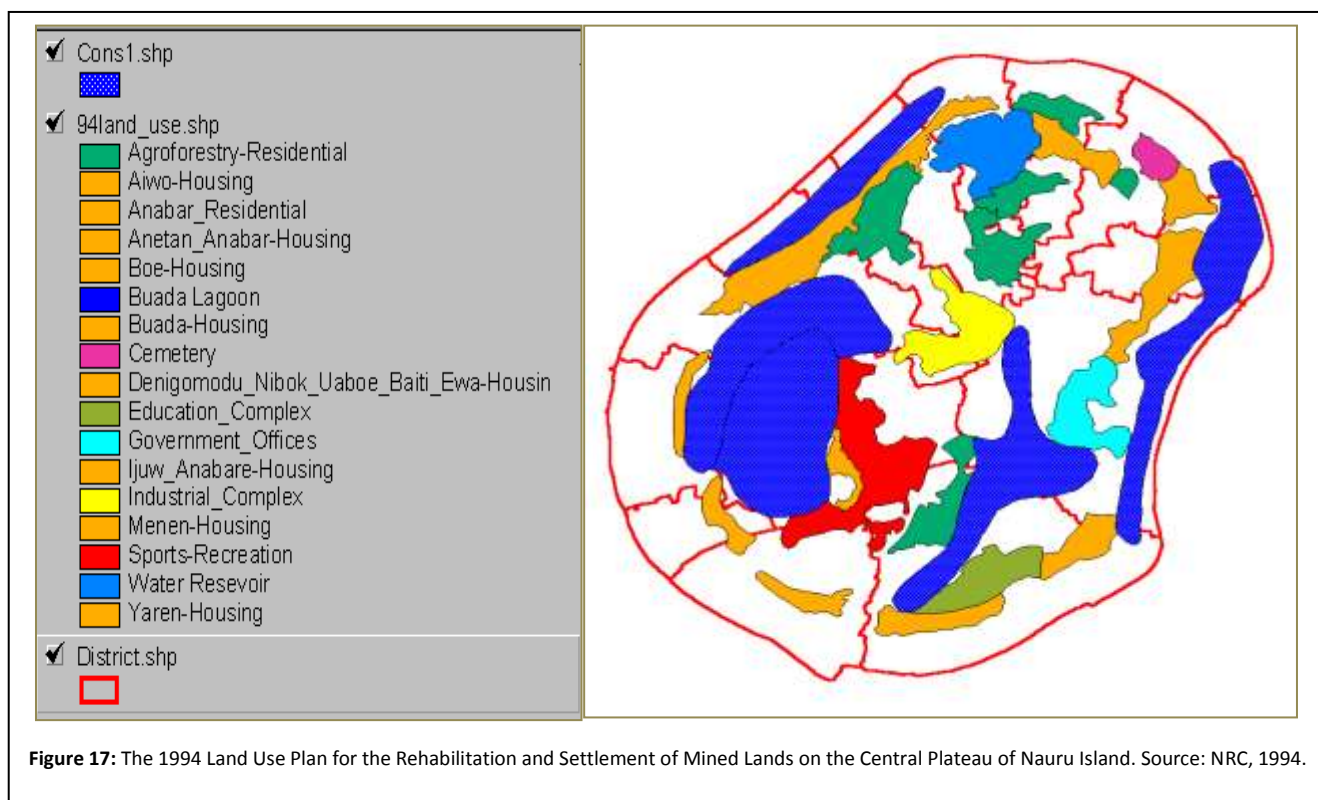 Cons1.shp
94land_use.shp
Agroforestry-Residential
Aiwo-Housing
Anabar_Residential
Anetan_Anabar-Housing
Boe-Housing
Buada Lagoon
Buada-Housing
Cemetery
Denigomodu_Nibok_Uaboe_Baiti_Ewa-Housin
Education_Complex
Government_Offices
Ijuw_Anabare-Housing
Industrial_Complex
Menen-Housing
Sports-Recreation
Water Resevoir
Yaren-Housing
District.shp
Figure 17: The 1994 Land Use Plan for the Rehabilitation and Settlement of Mined Lands on the Central Plateau of Nauru Island. Source: NRC, 1994.